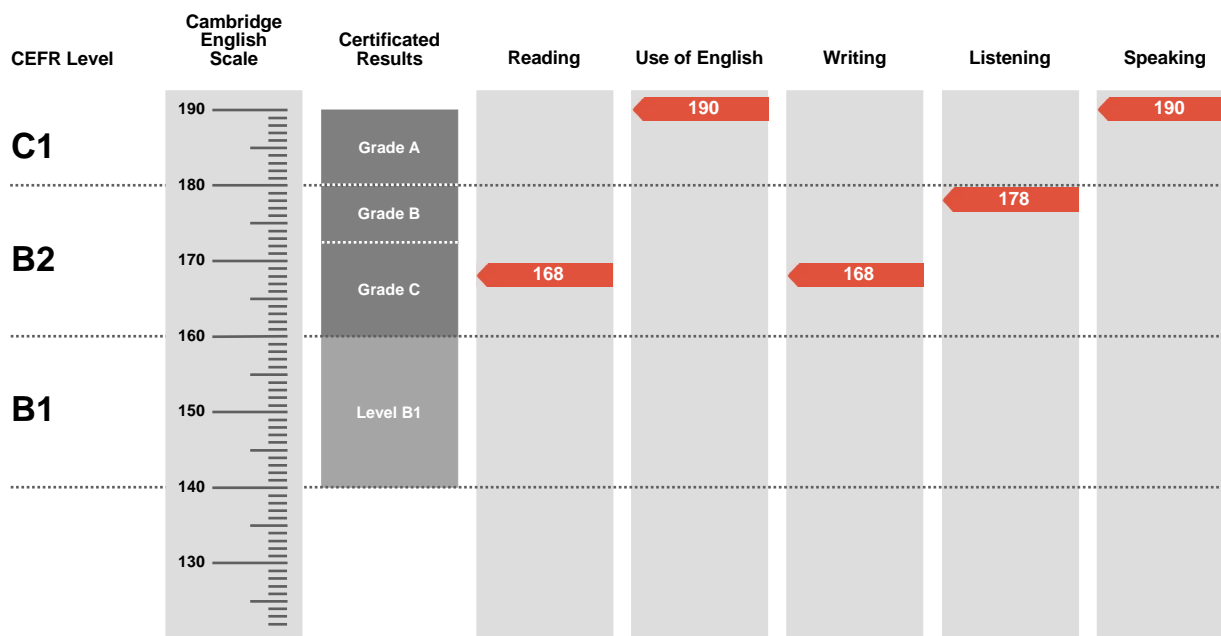 CEFR Level
Cambridge
English
Scale
Certificated
Results
Reading
Use of English
Writing
Listening
Speaking
190
190
190
C1
Grade A
180
178
Grade B
B2
170
168
168
Grade C
160
B1
150
Level B1
140
130